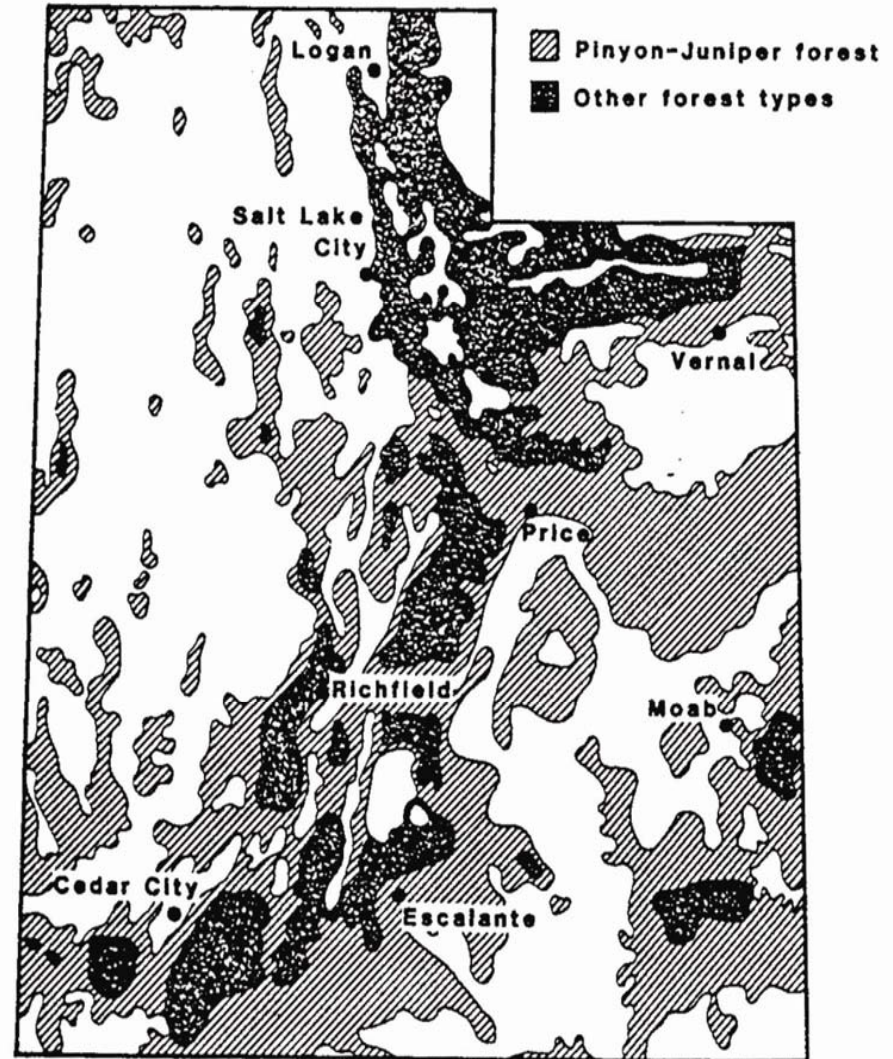 Logan
Pinyon-Juniper forest
Other forest types
Salt Lake
City
Vernal
Price
Richfield
Moab
Cedar City
Escalante